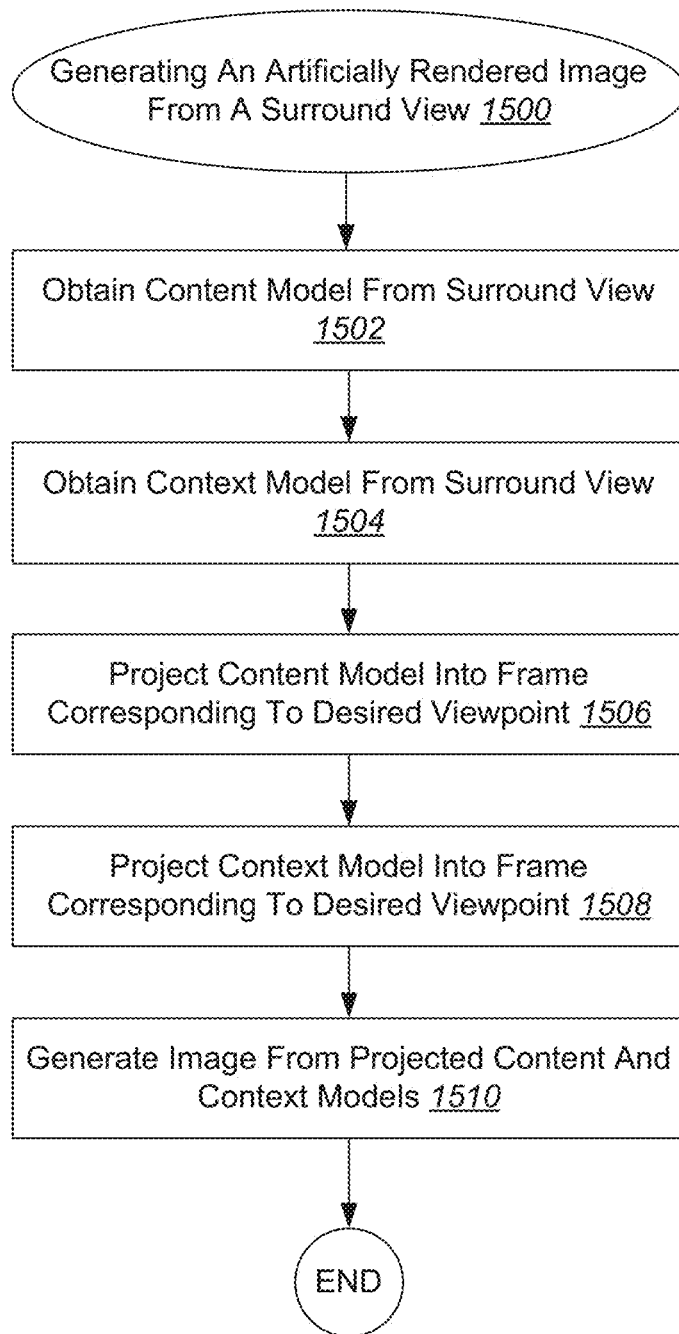 Generating An Artificially Rendered Image
From A Surround View 1500
Obtain Content Model From Surround View
1502
Obtain Context Model From Surround View
1504
Project Content Model Into Frame
Corresponding To Desired Viewpoint 1506
Project Context Model Into Frame
Corresponding To Desired Viewpoint 1508
Generate Image From Projected Content And
Context Models 1510
END